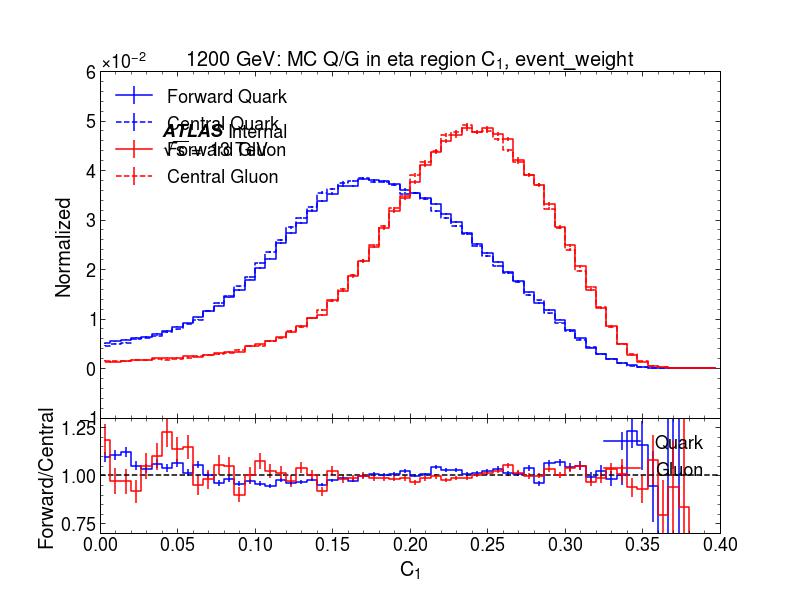 ×10⁻² 1200 GeV: MC Q/G in eta region C₁, event_weight
6
5
4
3
2
1
0
−1
Normalized
Forward Quark
Central Quark
ATLAS Internal
Forward Gluon
√s = 13 TeV
Central Gluon
1.25
1.00
0.75
Forward/Central
Quark
Gluon
0.00 0.05 0.10 0.15 0.20 0.25 0.30 0.35 0.40
C₁